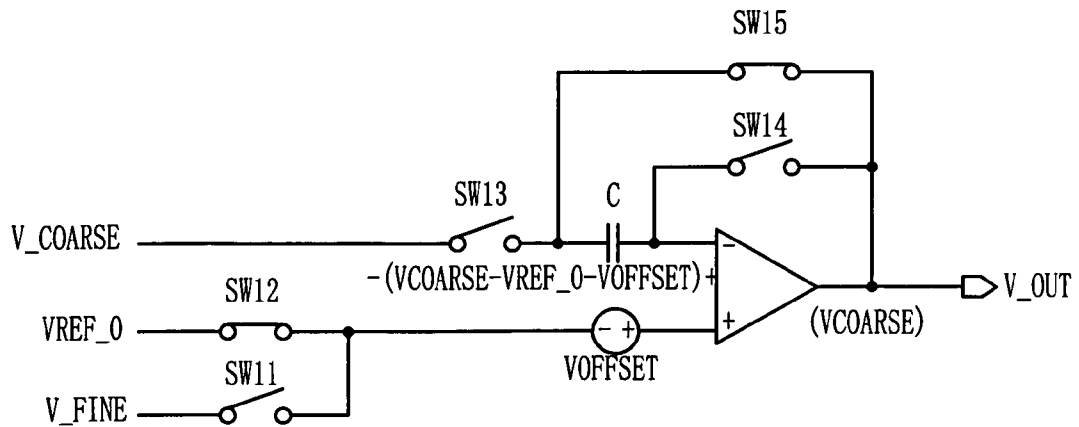 SW15
SW14
SW13
C
V_COARSE
-(VCOARSE-VREF_0-VOFFSET)+
-
SW12
VREF_0
- +
+
(VCOARSE)
V_OUT
VOFFSET
SW11
V_FINE